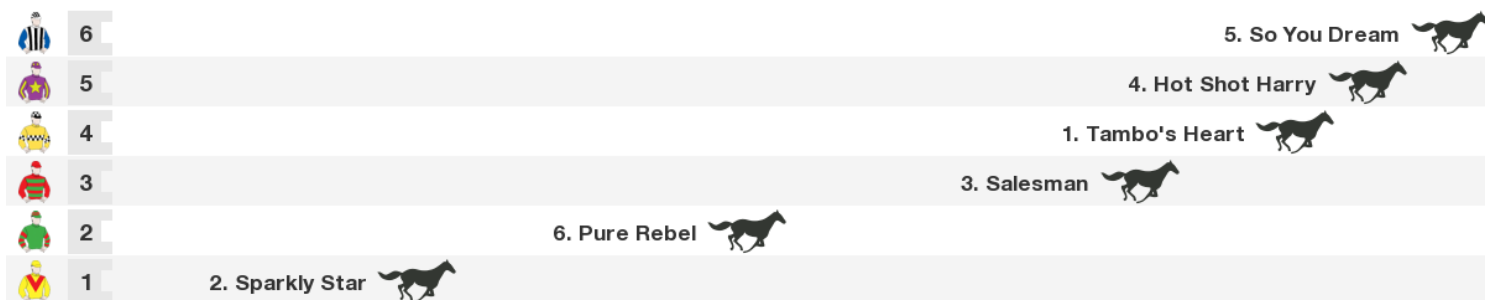 6 5. So You Dream
5 4. Hot Shot Harry
4 1. Tambo's Heart
3 3. Salesman
2 6. Pure Rebel
1 2. Sparkly Star